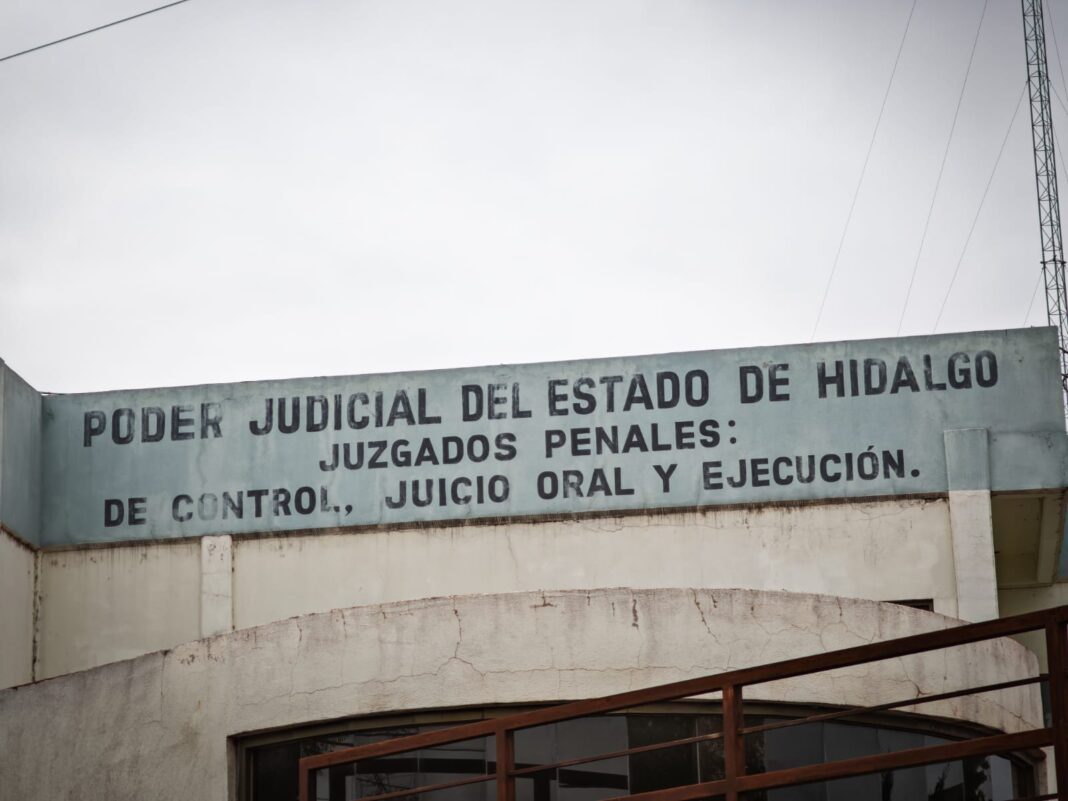 PODER JUDICIAL DEL ESTADO DE HIDALGO
JUZGADOS PENALES:
DE CONTROL, JUICIO ORAL Y EJECUCIÓN.